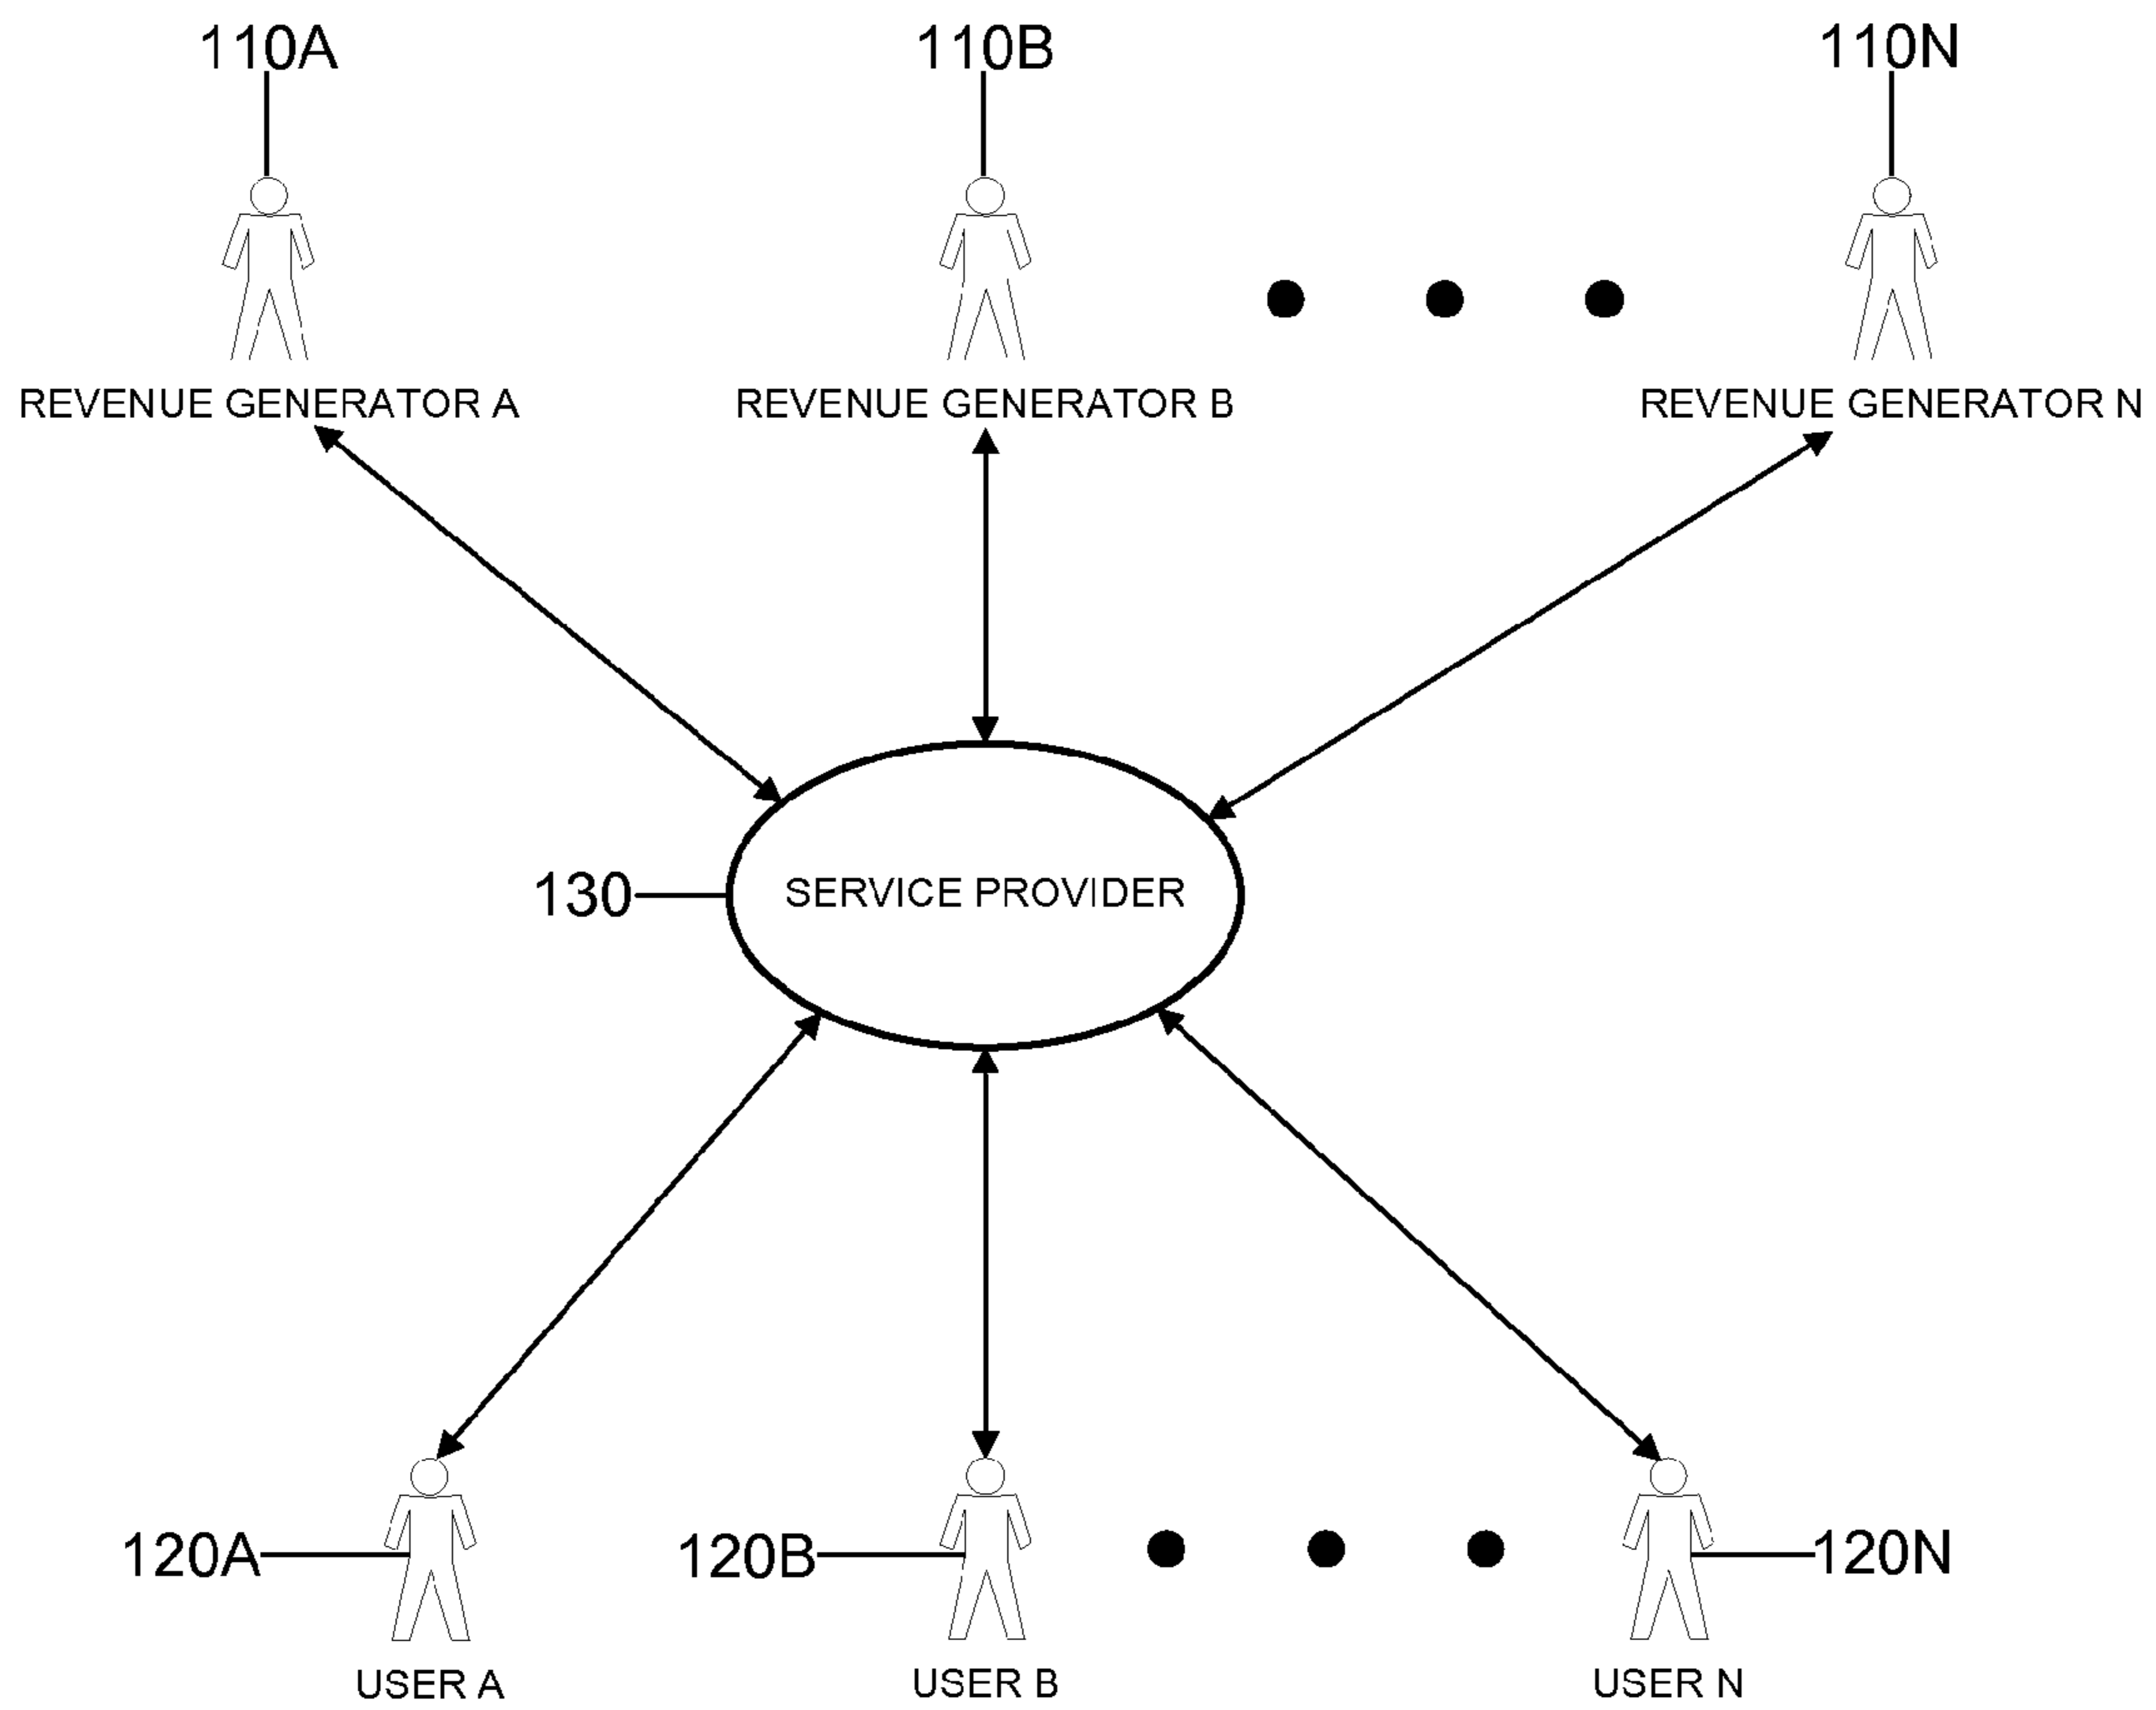 110A
110B
110N
REVENUE GENERATOR A
REVENUE GENERATOR B
REVENUE GENERATOR N
130
SERVICE PROVIDER
120A
120B
120N
USER A
USER B
USER N